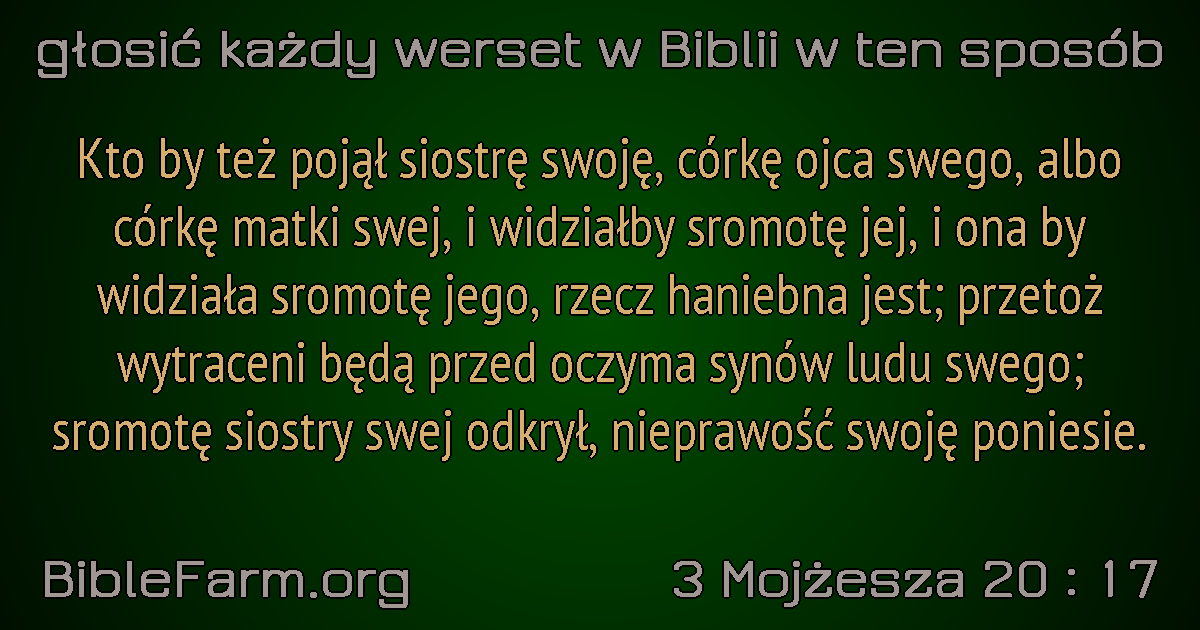 głosić każdy werset w Biblii w ten sposób
Kto by też pojął siostrę swoję, córkę ojca swego, albo
córkę matki swej, i widziałby sromotę jej, i ona by
widziała sromotę jego, rzecz haniebna jest; przetoż
wytraceni będą przed oczyma synów ludu swego;
sromotę siostry swej odkrył, nieprawość swoję poniesie.
BibleFarm.org
3 Mojżesza 20 : 17